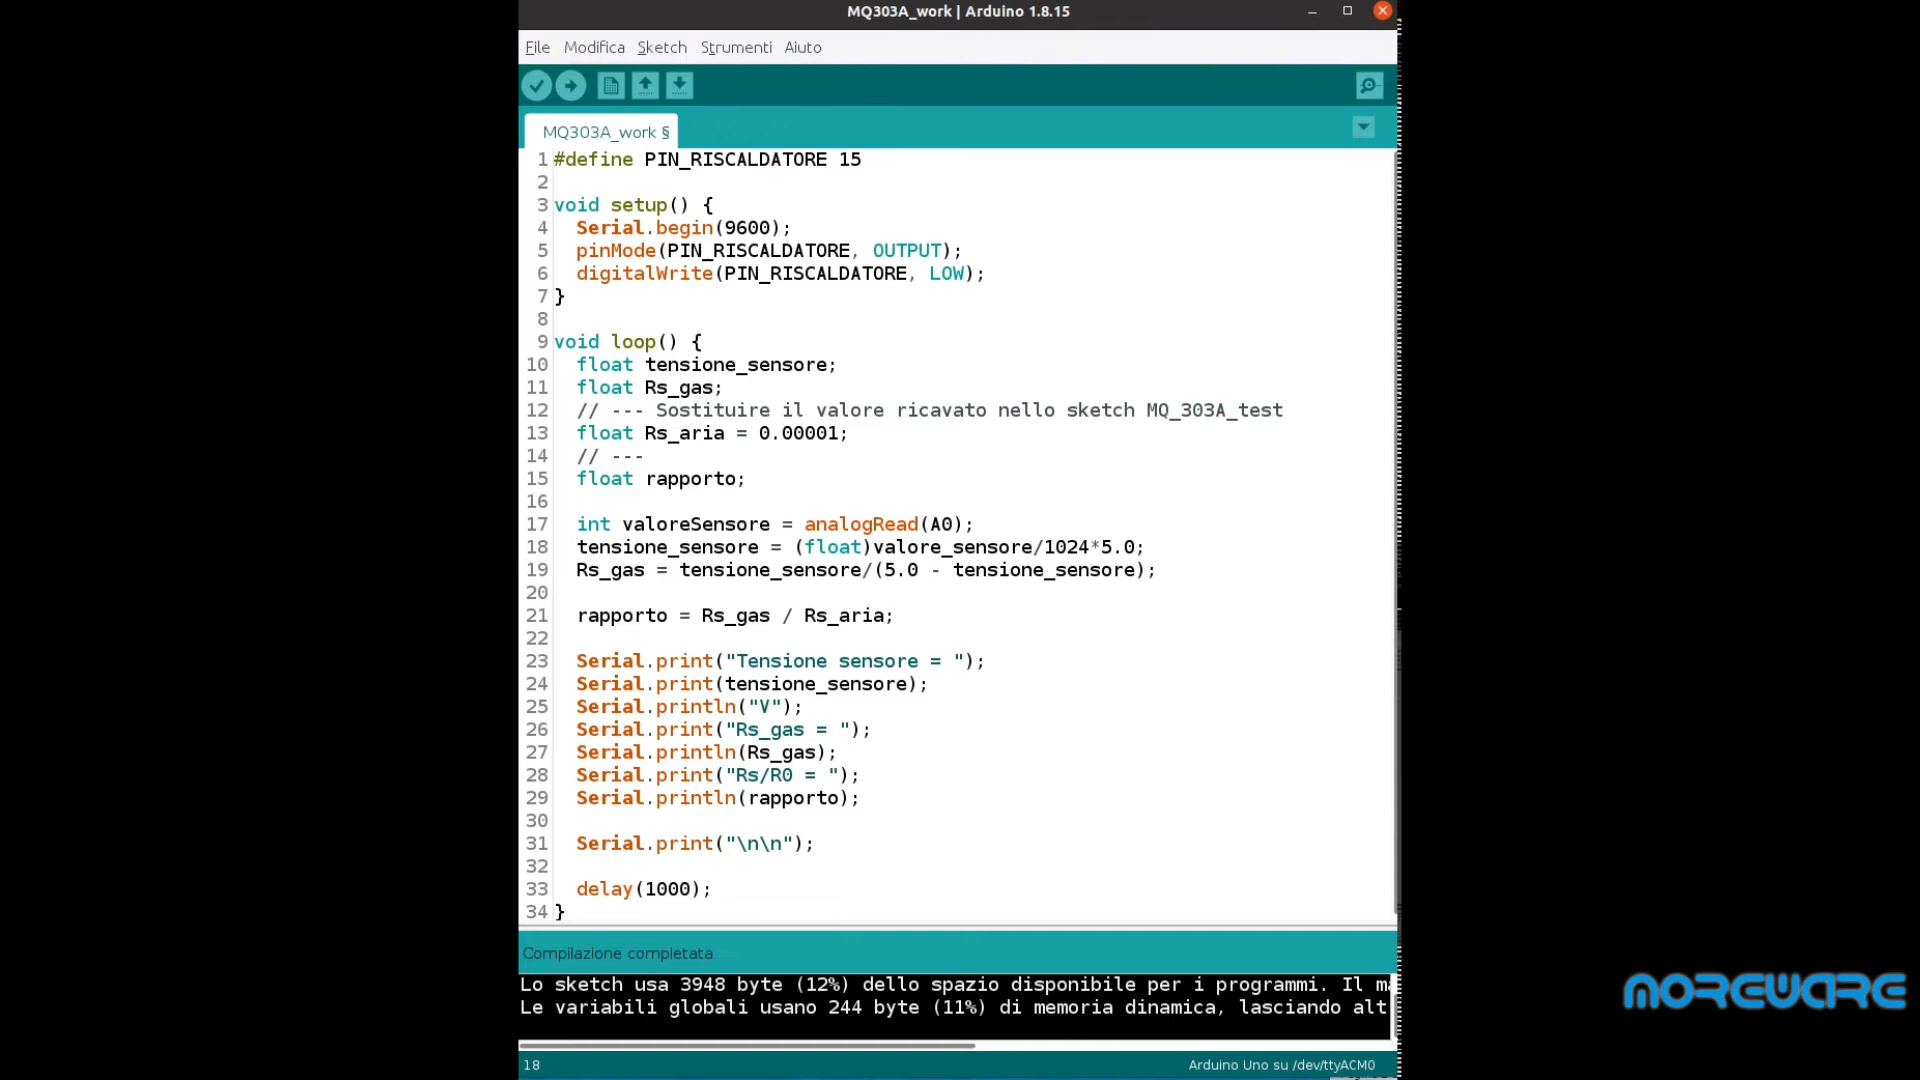 MQ303A_work | Arduino 1.8.15
File Modifica Sketch Strumenti Aiuto
MQ303A_work §
1 #define PIN_RISCALDATORE 15
2
3 void setup() {
4   Serial.begin(9600);
5   pinMode(PIN_RISCALDATORE, OUTPUT);
6   digitalWrite(PIN_RISCALDATORE, LOW);
7 }
8
9 void loop() {
10   float tensione_sensore;
11   float Rs_gas;
12   // --- Sostituire il valore ricavato nello sketch MQ_303A_test
13   float Rs_aria = 0.00001;
14   // ---
15   float rapporto;
16
17   int valoreSensore = analogRead(A0);
18   tensione_sensore = (float)valore_sensore/1024*5.0;
19   Rs_gas = tensione_sensore/(5.0 - tensione_sensore);
20
21   rapporto = Rs_gas / Rs_aria;
22
23   Serial.print("Tensione sensore = ");
24   Serial.print(tensione_sensore);
25   Serial.println("V");
26   Serial.print("Rs_gas = ");
27   Serial.println(Rs_gas);
28   Serial.print("Rs/R0 = ");
29   Serial.println(rapporto);
30
31   Serial.print("\n\n");
32
33   delay(1000);
34 }
Compilazione completata
Lo sketch usa 3948 byte (12%) dello spazio disponibile per i programmi. Il
Le variabili globali usano 244 byte (11%) di memoria dinamica, lasciando alt
18
Arduino Uno su /dev/ttyACM0
MOREWARE